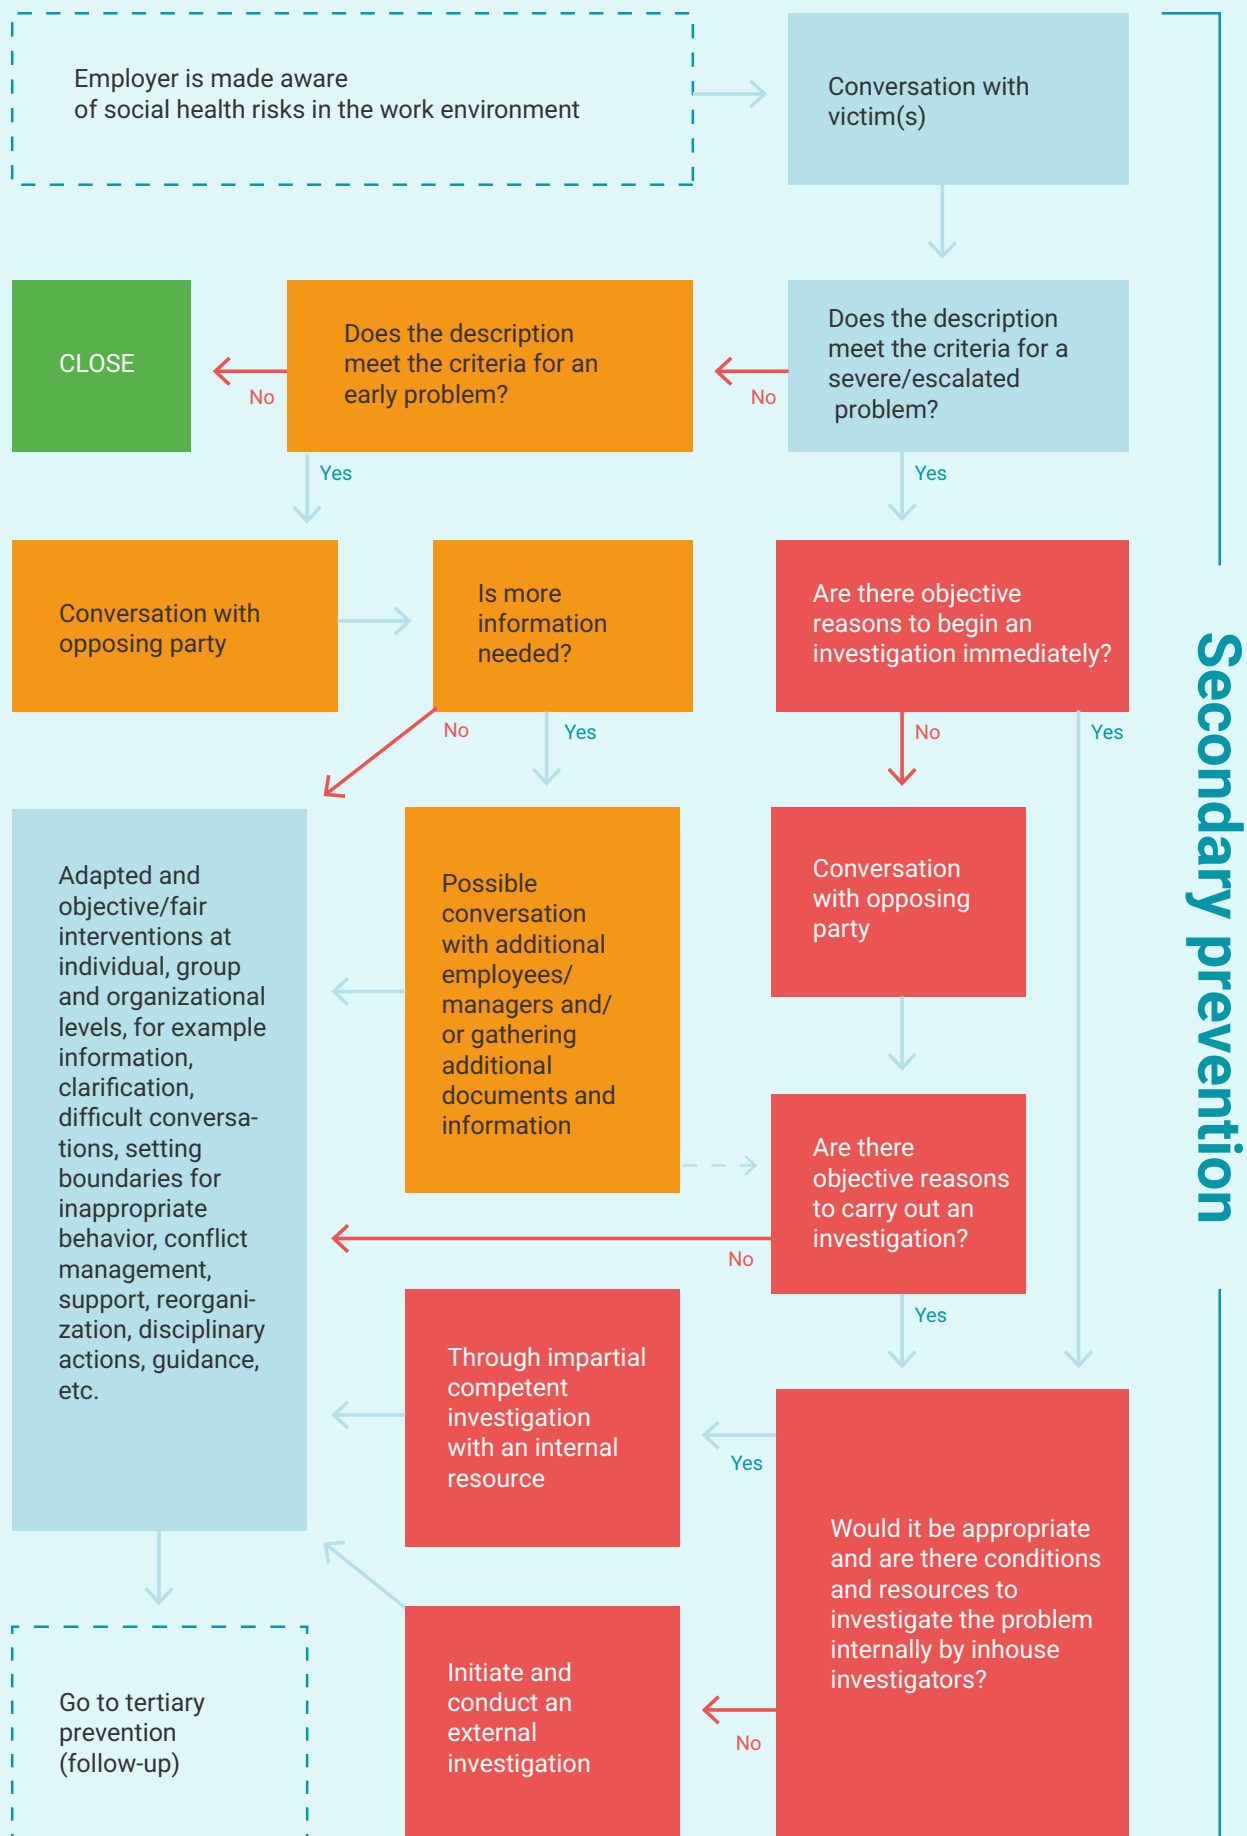 Employer is made aware
of social health risks in the work environment
Conversation with
victim(s)
CLOSE
No
Does the description
meet the criteria for an
early problem?
No
Does the description
meet the criteria for a
severe/escalated
problem?
Yes
Yes
Conversation with
opposing party
Is more
information
needed?
Are there objective
reasons to begin an
investigation immediately?
No
Yes
No
Yes
Secondary prevention
Adapted and
objective/fair
interventions at
individual, group
and organizational
levels, for example
information,
clarification,
difficult conversa-
tions, setting
boundaries for
inappropriate
behavior, conflict
management,
support, reorgani-
zation, disciplinary
actions, guidance,
etc.
Possible
conversation
with additional
employees/
managers and/
or gathering
additional
documents and
information
Conversation
with opposing
party
Are there
objective reasons
to carry out an
investigation?
No
Yes
Through impartial
competent
investigation
with an internal
resource
Yes
Would it be appropriate
and are there conditions
and resources to
investigate the problem
internally by inhouse
investigators?
No
Initiate and
conduct an
external
investigation
Go to tertiary
prevention
(follow-up)